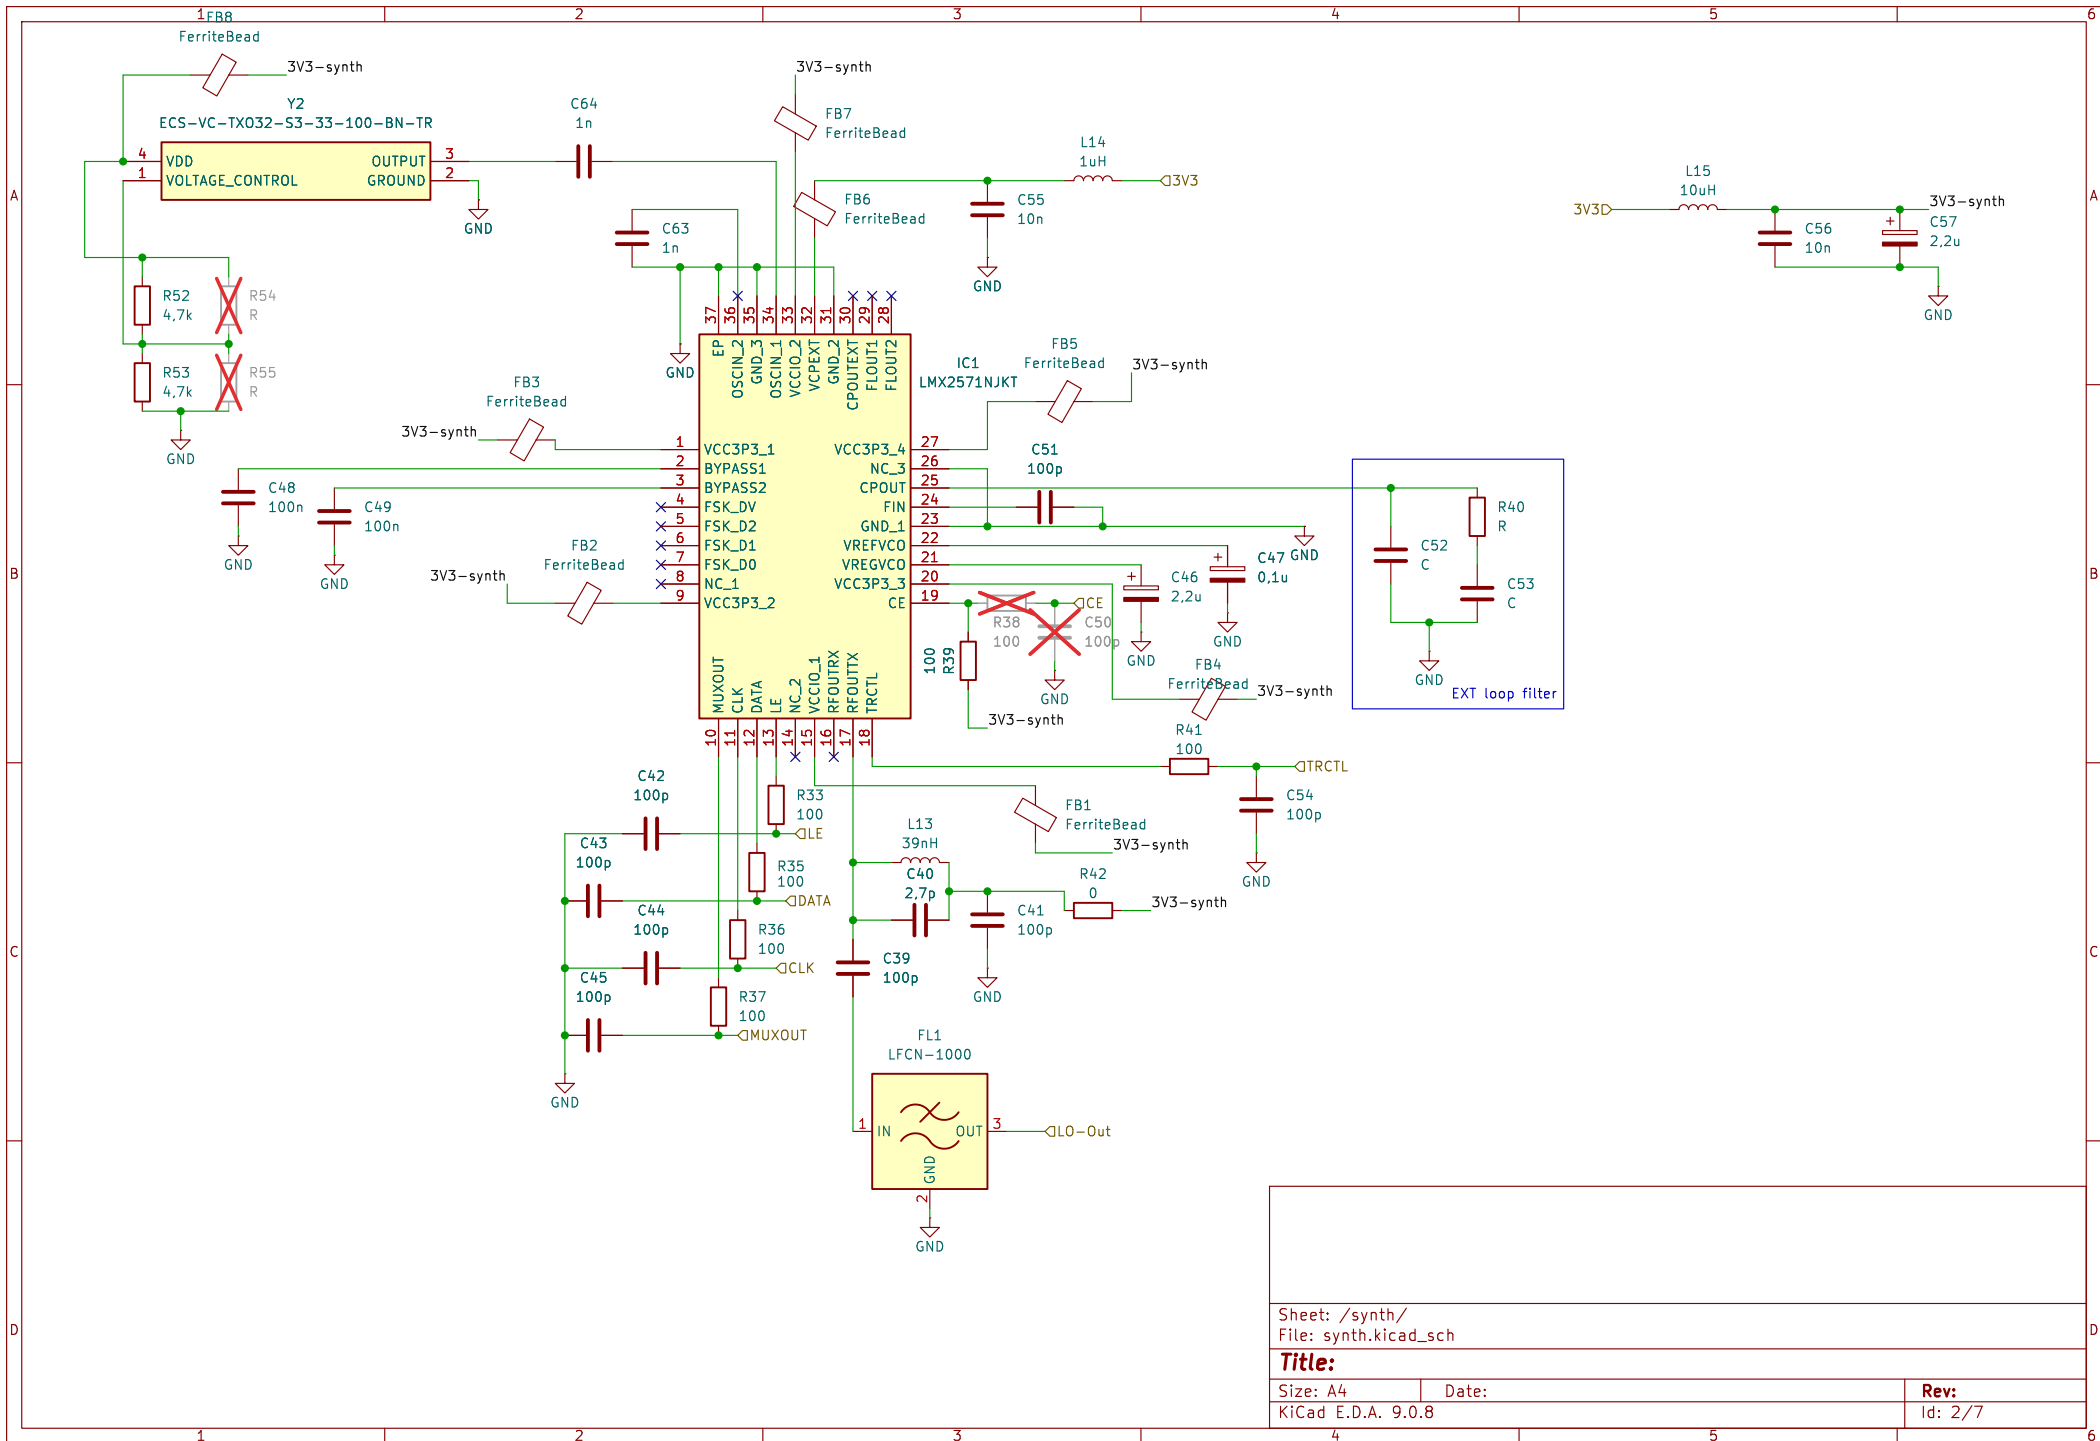 1 2 3 4 5 6
FB8
FerriteBead
3V3-synth
Y2
ECS-VC-TXO32-S3-33-100-BN-TR
4 VDD
1 VOLTAGE_CONTROL
OUTPUT 3
GROUND 2
GND
C64
1n
3V3-synth
FB7
FerriteBead
FB6
FerriteBead
L14
1uH
3V3
C55
10n
GND
C63
1n
GND
L15
10uH
3V3
3V3-synth
C56
10n
C57
2,2u
GND
A
A
R52
4,7k
R54
R
R53
4,7k
R55
R
GND
37 36 35 34 33 32 31 30 29 28
EP
OSCIN_2
GND_3
OSCIN_1
VCCIO_2
VCPEXT
GND_2
CPOUTEXT
FLOUT1
FLOUT2
IC1
LMX2571NJKT
FB5
FerriteBead
3V3-synth
FB3
FerriteBead
3V3-synth
1 VCC3P3_1
2 BYPASS1
3 BYPASS2
4 FSK_DV
5 FSK_D2
6 FSK_D1
7 FSK_D0
8 NC_1
9 VCC3P3_2
VCC3P3_4 27
NC_3 26
CPOUT 25
FIN 24
GND_1 23
VREFVCO 22
VREGVCO 21
VCC3P3_3 20
CE 19
C48
100n
GND
C49
100n
GND
FB2
FerriteBead
3V3-synth
C51
100p
GND
C47
0,1u
GND
C46
2,2u
GND
CE
R38
100
C50
100p
GND
R39
100
3V3-synth
FB4
FerriteBead
3V3-synth
C52
C
R40
R
C53
C
GND
EXT loop filter
B
B
MUXOUT
CLK
DATA
LE
NC_2
VCCIO_1
RFOUTRX
RFOUTTX
TRCTL
10 11 12 13 14 15 16 17 18
R41
100
TRCTL
C54
100p
GND
C42
100p
R33
100
LE
C43
100p
R35
100
DATA
C44
100p
R36
100
CLK
C45
100p
R37
100
MUXOUT
GND
FB1
FerriteBead
3V3-synth
L13
39nH
C40
2,7p
C41
100p
GND
R42
0
3V3-synth
C39
100p
C
C
FL1
LFCN-1000
1 IN
OUT 3
GND
2
GND
LO-Out
D
D
Sheet: /synth/
File: synth.kicad_sch
Title:
Size: A4
Date:
Rev:
KiCad E.D.A. 9.0.8
Id: 2/7
1 2 3 4 5 6